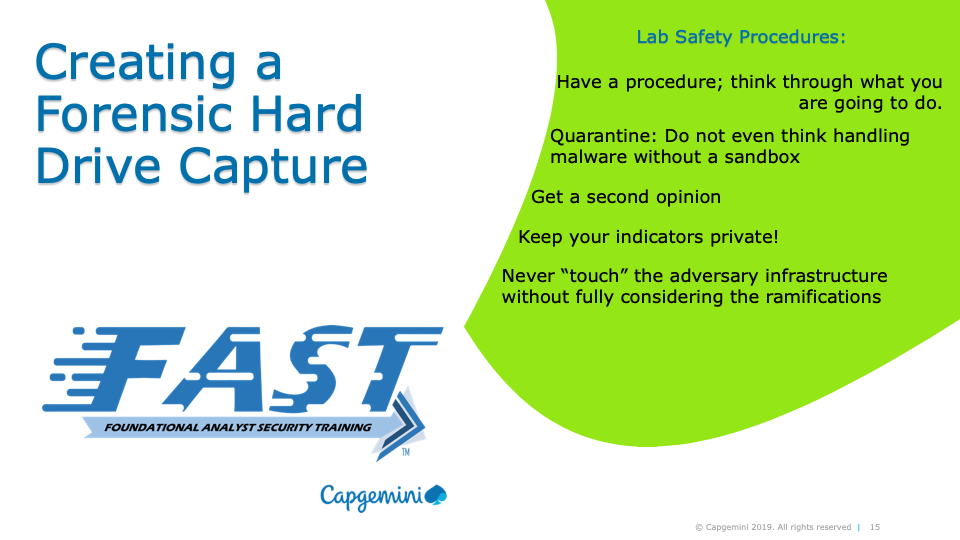 Creating a
Forensic Hard
Drive Capture
Lab Safety Procedures:
Have a procedure; think through what you
are going to do.
Quarantine: Do not even think handling
malware without a sandbox
Get a second opinion
Keep your indicators private!
Never “touch” the adversary infrastructure
without fully considering the ramifications
FAST
FOUNDATIONAL ANALYST SECURITY TRAINING
TM
Capgemini
© Capgemini 2019. All rights reserved | 15